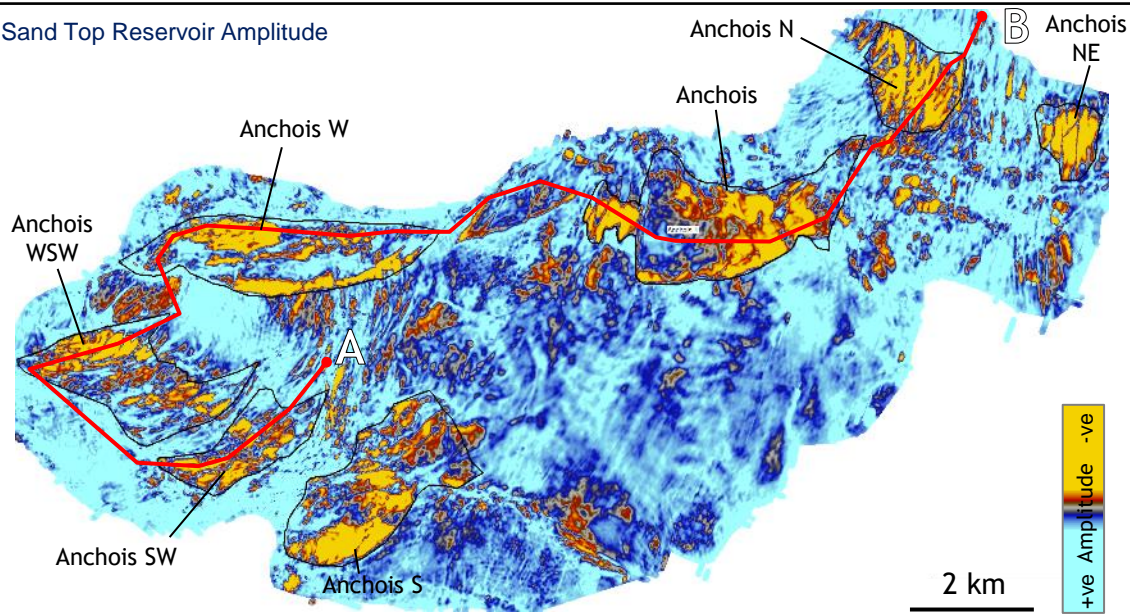 Sand Top Reservoir Amplitude
B
Anchois
NE
Anchois N
Anchois
Anchois W
Anchois
WSW
A
Anchois SW
Anchois S
2 km
+ve Amplitude -ve